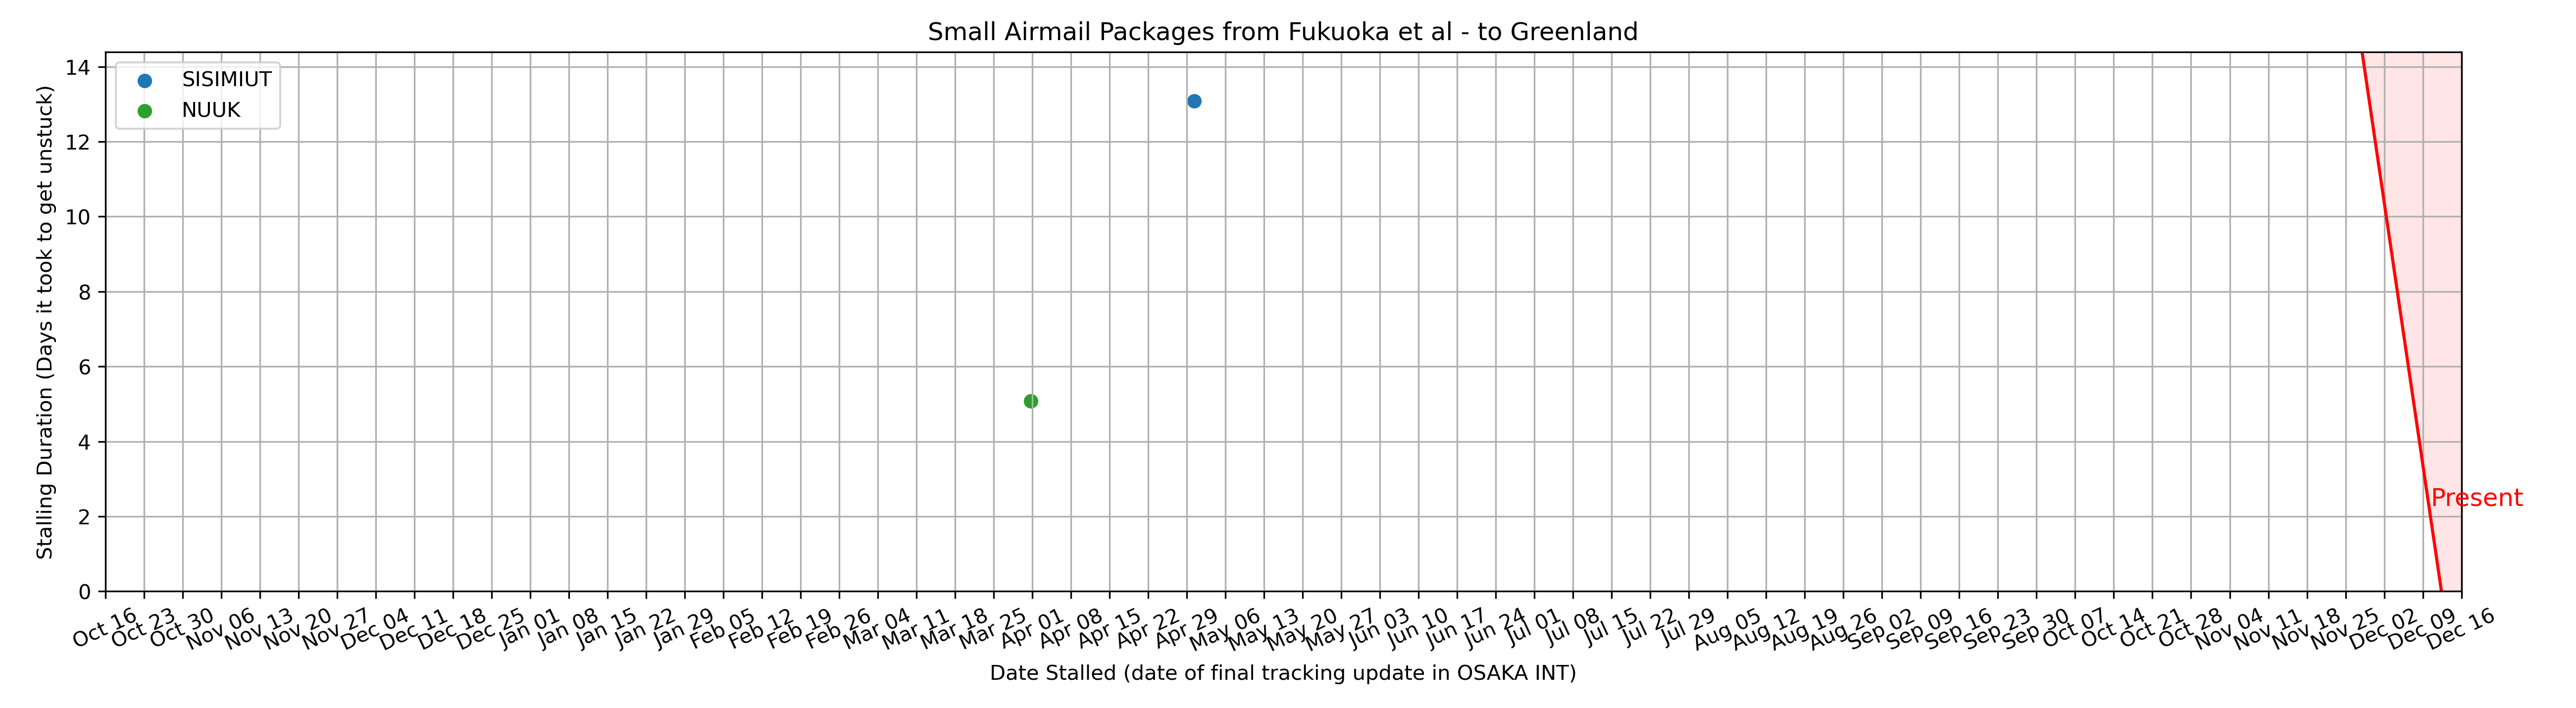 Small Airmail Packages from Fukuoka et al - to Greenland
SISIMIUT
NUUK
Stalling Duration (Days it took to get unstuck)
14
12
10
8
6
4
2
0
Present
Oct 16 Oct 23 Oct 30 Nov 06 Nov 13 Nov 20 Nov 27 Dec 04 Dec 11 Dec 18 Dec 25 Jan 01 Jan 08 Jan 15 Jan 22 Jan 29 Feb 05 Feb 12 Feb 19 Feb 26 Mar 04 Mar 11 Mar 18 Mar 25 Apr 01 Apr 08 Apr 15 Apr 22 Apr 29 May 06 May 13 May 20 May 27 Jun 03 Jun 10 Jun 17 Jun 24 Jul 01 Jul 08 Jul 15 Jul 22 Jul 29 Aug 05 Aug 12 Aug 19 Aug 26 Sep 02 Sep 09 Sep 16 Sep 23 Sep 30 Oct 07 Oct 14 Oct 21 Oct 28 Nov 04 Nov 11 Nov 18 Nov 25 Dec 02 Dec 09 Dec 16
Date Stalled (date of final tracking update in OSAKA INT)